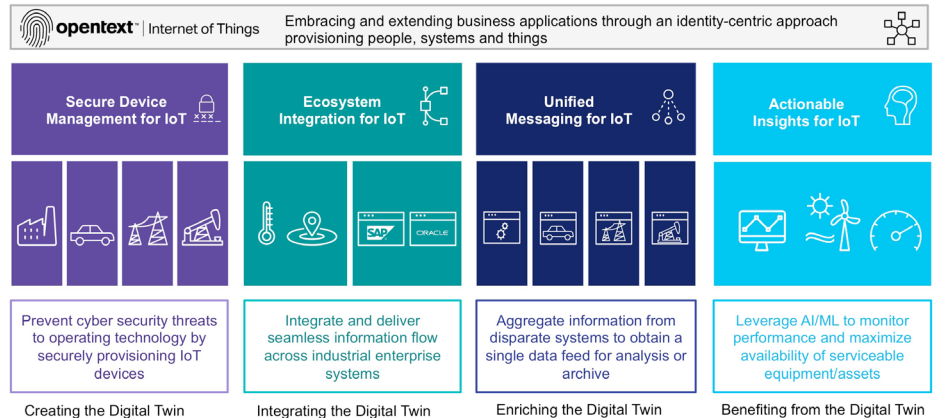 opentext™ | Internet of Things
Embracing and extending business applications through an identity-centric approach
provisioning people, systems and things
Secure Device
Management for IoT
xxx
Ecosystem
Integration for IoT
Unified
Messaging for IoT
Actionable
Insights for IoT
SAP
ORACLE
Prevent cyber security threats
to operating technology by
securely provisioning IoT
devices
Integrate and deliver
seamless information flow
across industrial enterprise
systems
Aggregate information from
disparate systems to obtain a
single data feed for analysis or
archive
Leverage AI/ML to monitor
performance and maximize
availability of serviceable
equipment/assets
Creating the Digital Twin
Integrating the Digital Twin
Enriching the Digital Twin
Benefiting from the Digital Twin